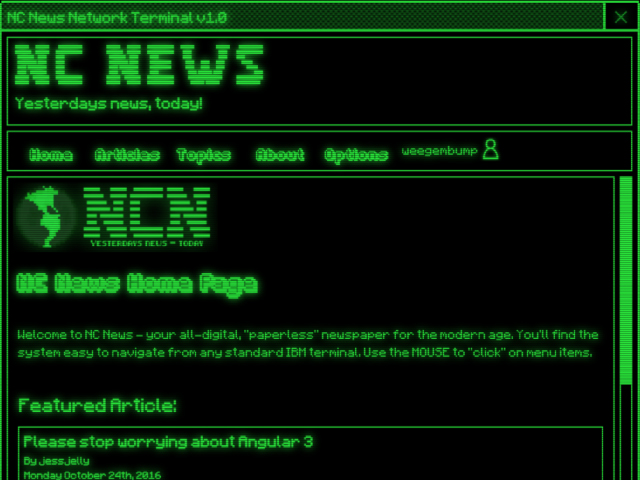 NC News Network Terminal v1.0
NC NEWS
Yesterdays news, today!
Home Articles Topics About Options weegembump
NCN
YESTERDAYS NEWS - TODAY
NC News Home Page
Welcome to NC News - your all-digital, "paperless" newspaper for the modern age. You'll find the
system easy to navigate from any standard IBM terminal. Use the MOUSE to "click" on menu items.
Featured Article:
Please stop worrying about Angular 3
By jessjelly
Monday October 24th, 2016